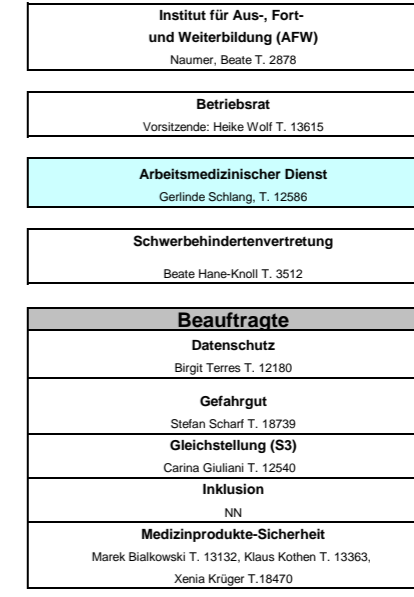 Institut für Aus-, Fort-
und Weiterbildung (AFW)
Naumer, Beate T. 2878
Betriebsrat
Vorsitzende: Heike Wolf T. 13615
Arbeitsmedizinischer Dienst
Gerlinde Schlang, T. 12586
Schwerbehindertenvertretung
Beate Hane-Knoll T. 3512
Beauftragte
Datenschutz
Birgit Terres T. 12180
Gefahrgut
Stefan Scharf T. 18739
Gleichstellung (S3)
Carina Giuliani T. 12540
Inklusion
NN
Medizinprodukte-Sicherheit
Marek Bialkowski T. 13132, Klaus Kothen T. 13363,
Xenia Krüger T.18470